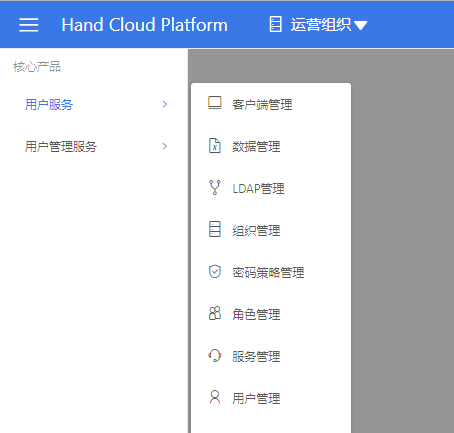 Hand Cloud Platform 运营组织
核心产品
用户服务
用户管理服务
客户端管理
数据管理
LDAP管理
组织管理
密码策略管理
角色管理
服务管理
用户管理